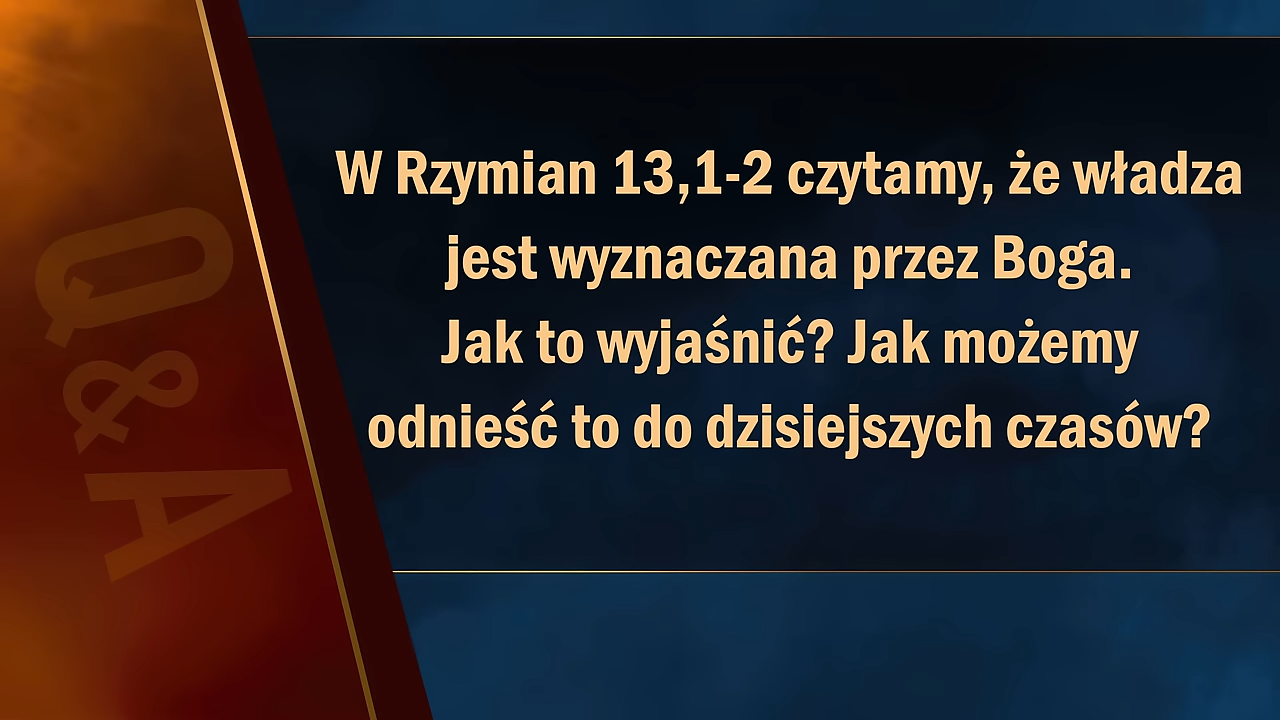 W Rzymian 13,1-2 czytamy, że władza
jest wyznaczana przez Boga.
Jak to wyjaśnić? Jak możemy
odnieść to do dzisiejszych czasów?
Q & A